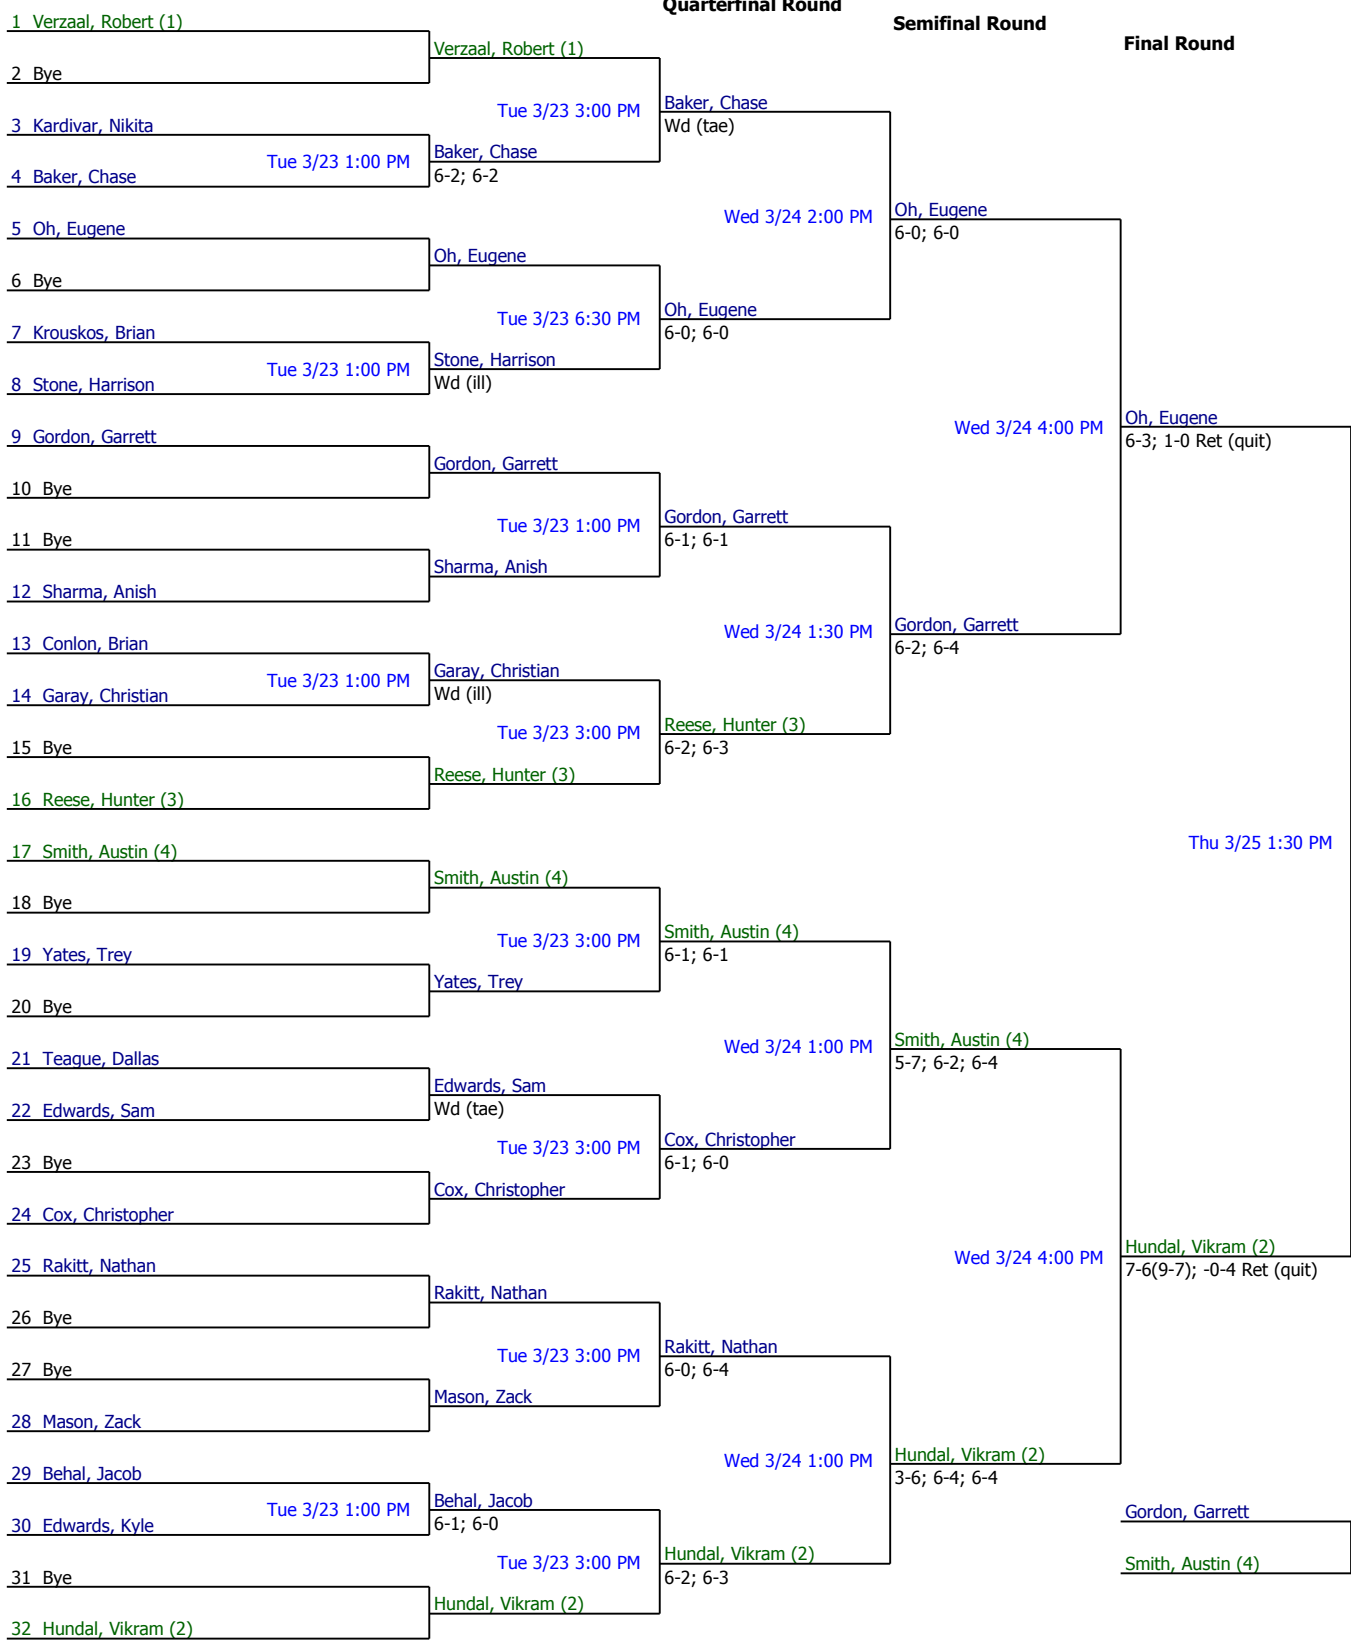 Quarterfinal Round
Semifinal Round
Final Round
1 Verzaal, Robert (1)
Verzaal, Robert (1)
2 Bye
Tue 3/23 3:00 PM
Baker, Chase
Wd (tae)
3 Kardivar, Nikita
Tue 3/23 1:00 PM
Baker, Chase
6-2; 6-2
4 Baker, Chase
Wed 3/24 2:00 PM
Oh, Eugene
6-0; 6-0
5 Oh, Eugene
Oh, Eugene
6 Bye
Tue 3/23 6:30 PM
Oh, Eugene
6-0; 6-0
7 Krouskos, Brian
Tue 3/23 1:00 PM
Stone, Harrison
Wd (ill)
8 Stone, Harrison
Wed 3/24 4:00 PM
Oh, Eugene
6-3; 1-0 Ret (quit)
9 Gordon, Garrett
Gordon, Garrett
10 Bye
Tue 3/23 1:00 PM
Gordon, Garrett
6-1; 6-1
11 Bye
Sharma, Anish
12 Sharma, Anish
Wed 3/24 1:30 PM
Gordon, Garrett
6-2; 6-4
13 Conlon, Brian
Tue 3/23 1:00 PM
Garay, Christian
Wd (ill)
14 Garay, Christian
Tue 3/23 3:00 PM
Reese, Hunter (3)
6-2; 6-3
15 Bye
Reese, Hunter (3)
16 Reese, Hunter (3)
Thu 3/25 1:30 PM
17 Smith, Austin (4)
Smith, Austin (4)
18 Bye
Tue 3/23 3:00 PM
Smith, Austin (4)
6-1; 6-1
19 Yates, Trey
Yates, Trey
20 Bye
Wed 3/24 1:00 PM
Smith, Austin (4)
5-7; 6-2; 6-4
21 Teague, Dallas
Edwards, Sam
Wd (tae)
22 Edwards, Sam
Tue 3/23 3:00 PM
Cox, Christopher
6-1; 6-0
23 Bye
Cox, Christopher
24 Cox, Christopher
Wed 3/24 4:00 PM
Hundal, Vikram (2)
7-6(9-7); -0-4 Ret (quit)
25 Rakitt, Nathan
Rakitt, Nathan
26 Bye
Tue 3/23 3:00 PM
Rakitt, Nathan
6-0; 6-4
27 Bye
Mason, Zack
28 Mason, Zack
Wed 3/24 1:00 PM
Hundal, Vikram (2)
3-6; 6-4; 6-4
29 Behal, Jacob
Tue 3/23 1:00 PM
Behal, Jacob
6-1; 6-0
30 Edwards, Kyle
Tue 3/23 3:00 PM
Hundal, Vikram (2)
6-2; 6-3
31 Bye
Hundal, Vikram (2)
32 Hundal, Vikram (2)
Gordon, Garrett
Smith, Austin (4)